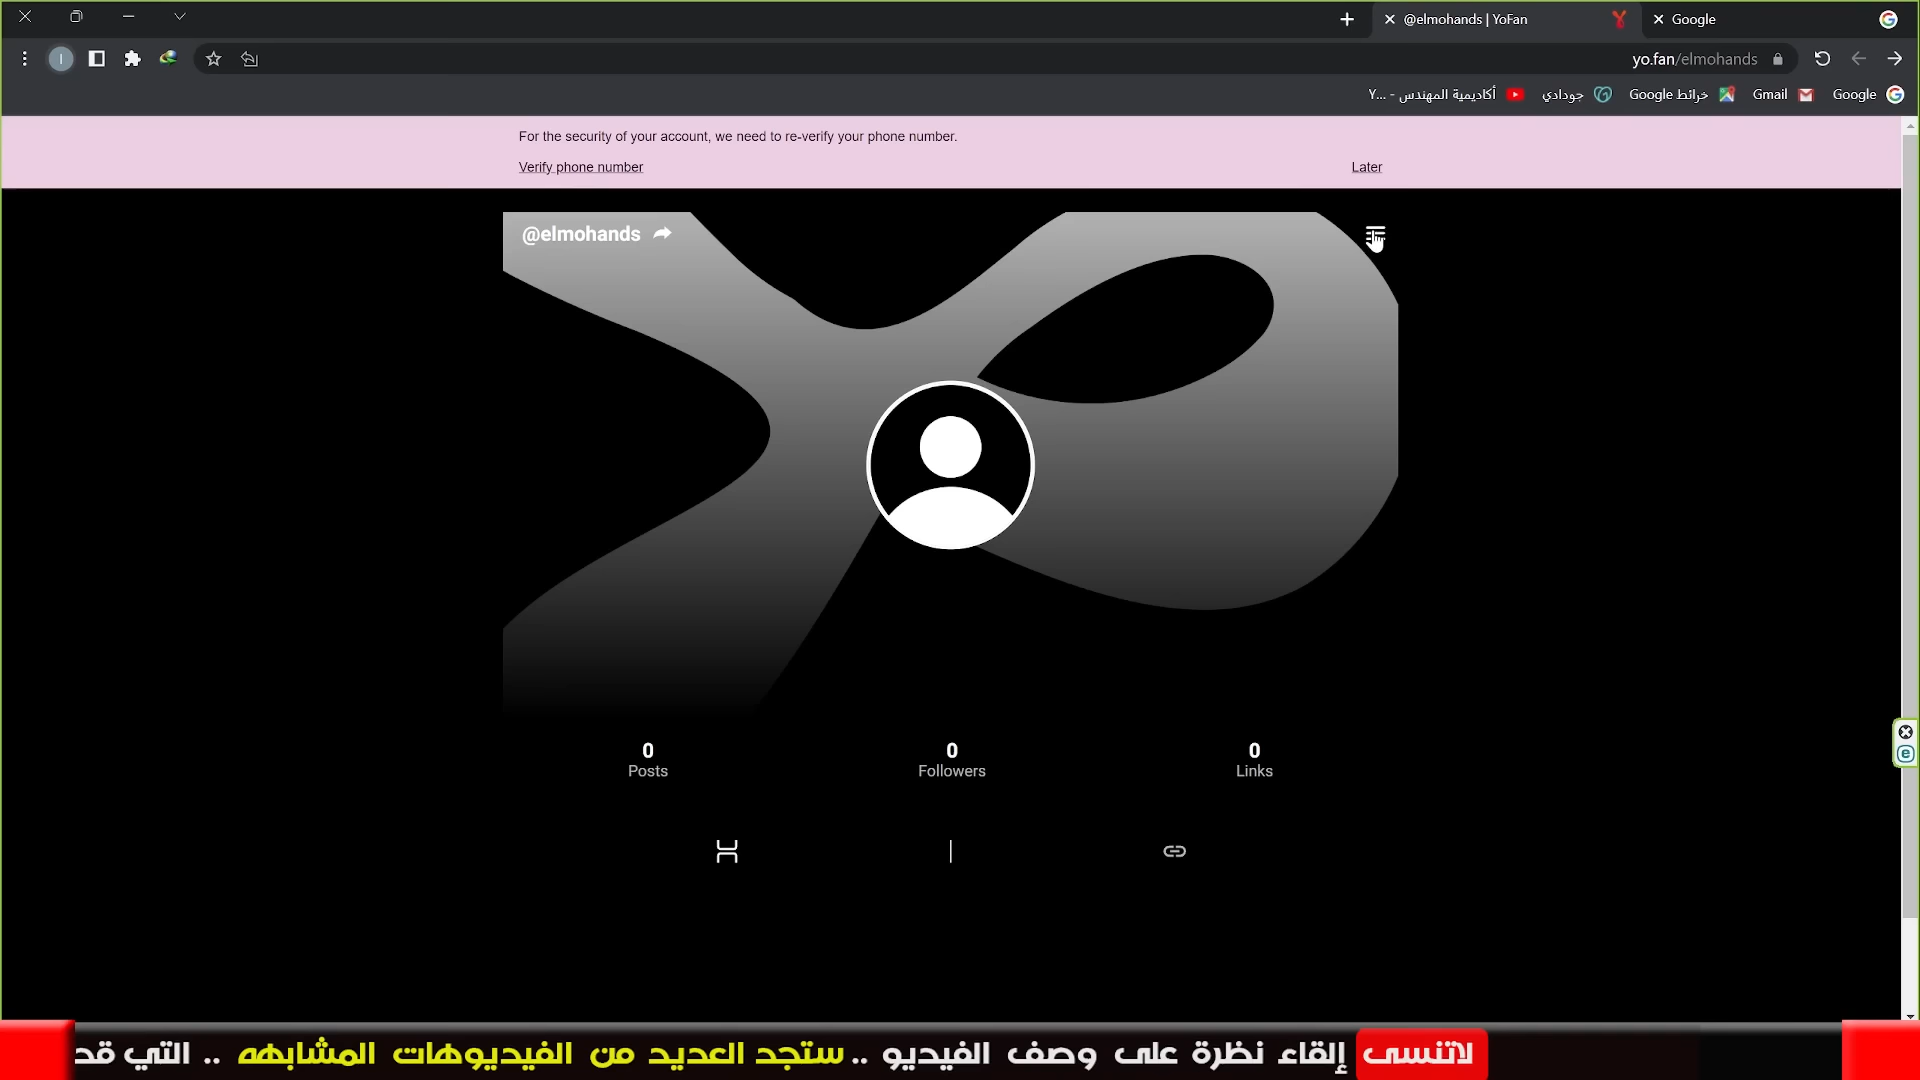 @elmohands | YoFan
Google
yo.fan/elmohands
أكاديمية المهندس - Y...
جودادي
خرائط Google
Gmail
Google
For the security of your account, we need to re-verify your phone number.
Verify phone number
Later
@elmohands
0
Posts
0
Followers
0
Links
لاتنسى إلقاء نظرة على وصف الفيديو .. ستجد العديد من الفيديوهات المشابهه .. التي قد